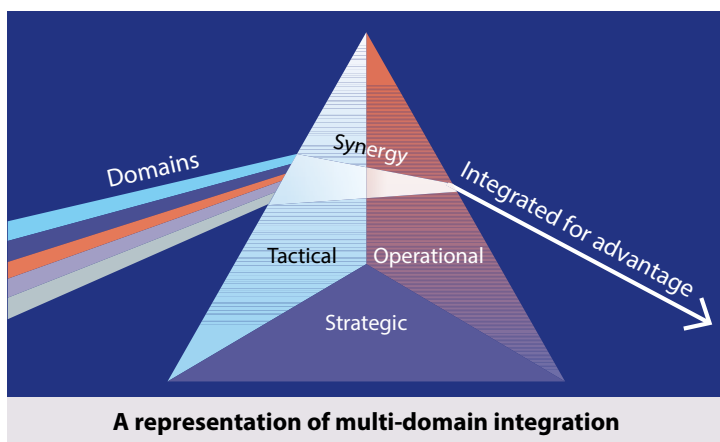 Synergy
Domains
Integrated for advantage
Tactical
Operational
Strategic
A representation of multi-domain integration